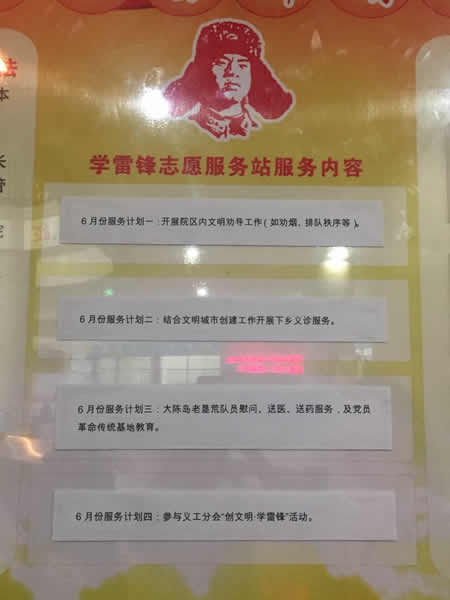 学雷锋志愿服务站服务内容
6月份服务计划一：开展院区内文明劝导工作（如劝烟、排队秩序等）。
6月份服务计划二：结合文明城市创建工作开展下乡义诊服务。
6月份服务计划三：大陈岛老垦荒队员慰问、送医、送药服务，及党员
革命传统基地教育。
6月份服务计划四：参与义工分会“创文明·学雷锋”活动。